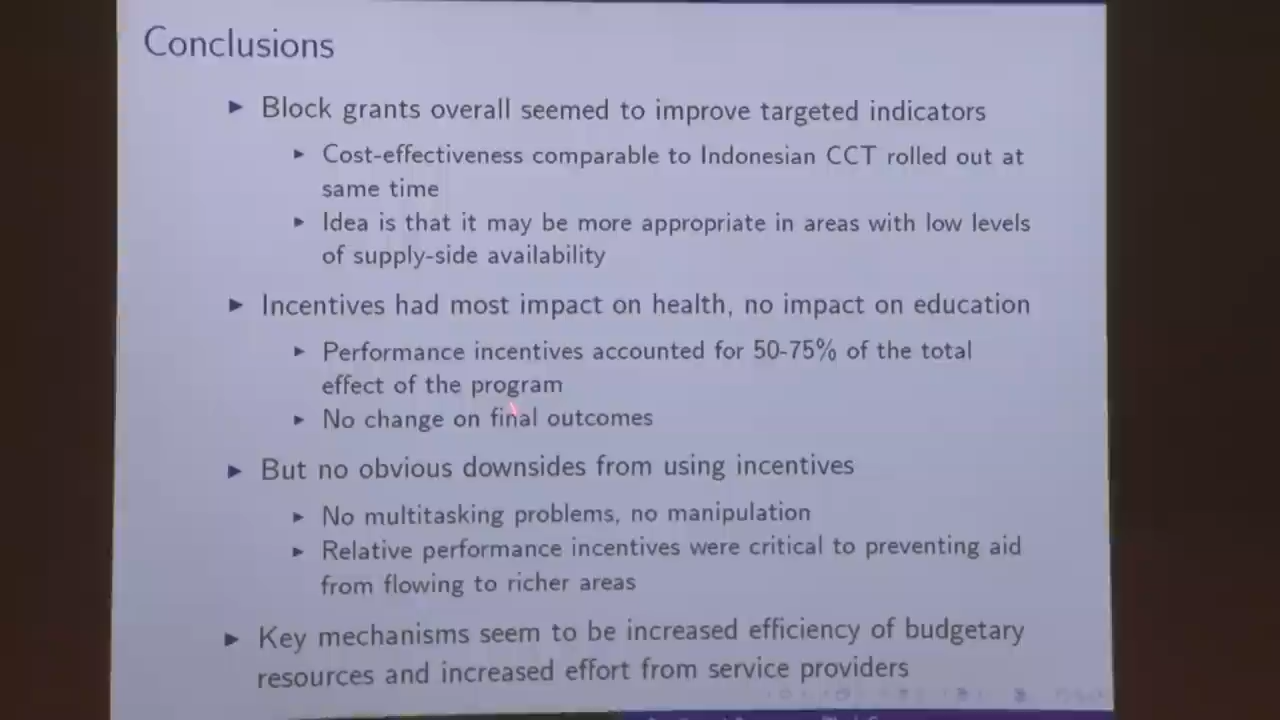 Conclusions
Block grants overall seemed to improve targeted indicators
Cost-effectiveness comparable to Indonesian CCT rolled out at
same time
Idea is that it may be more appropriate in areas with low levels
of supply-side availability
Incentives had most impact on health, no impact on education
Performance incentives accounted for 50-75% of the total
effect of the program
No change on final outcomes
But no obvious downsides from using incentives
No multitasking problems, no manipulation
Relative performance incentives were critical to preventing aid
from flowing to richer areas
Key mechanisms seem to be increased efficiency of budgetary
resources and increased effort from service providers